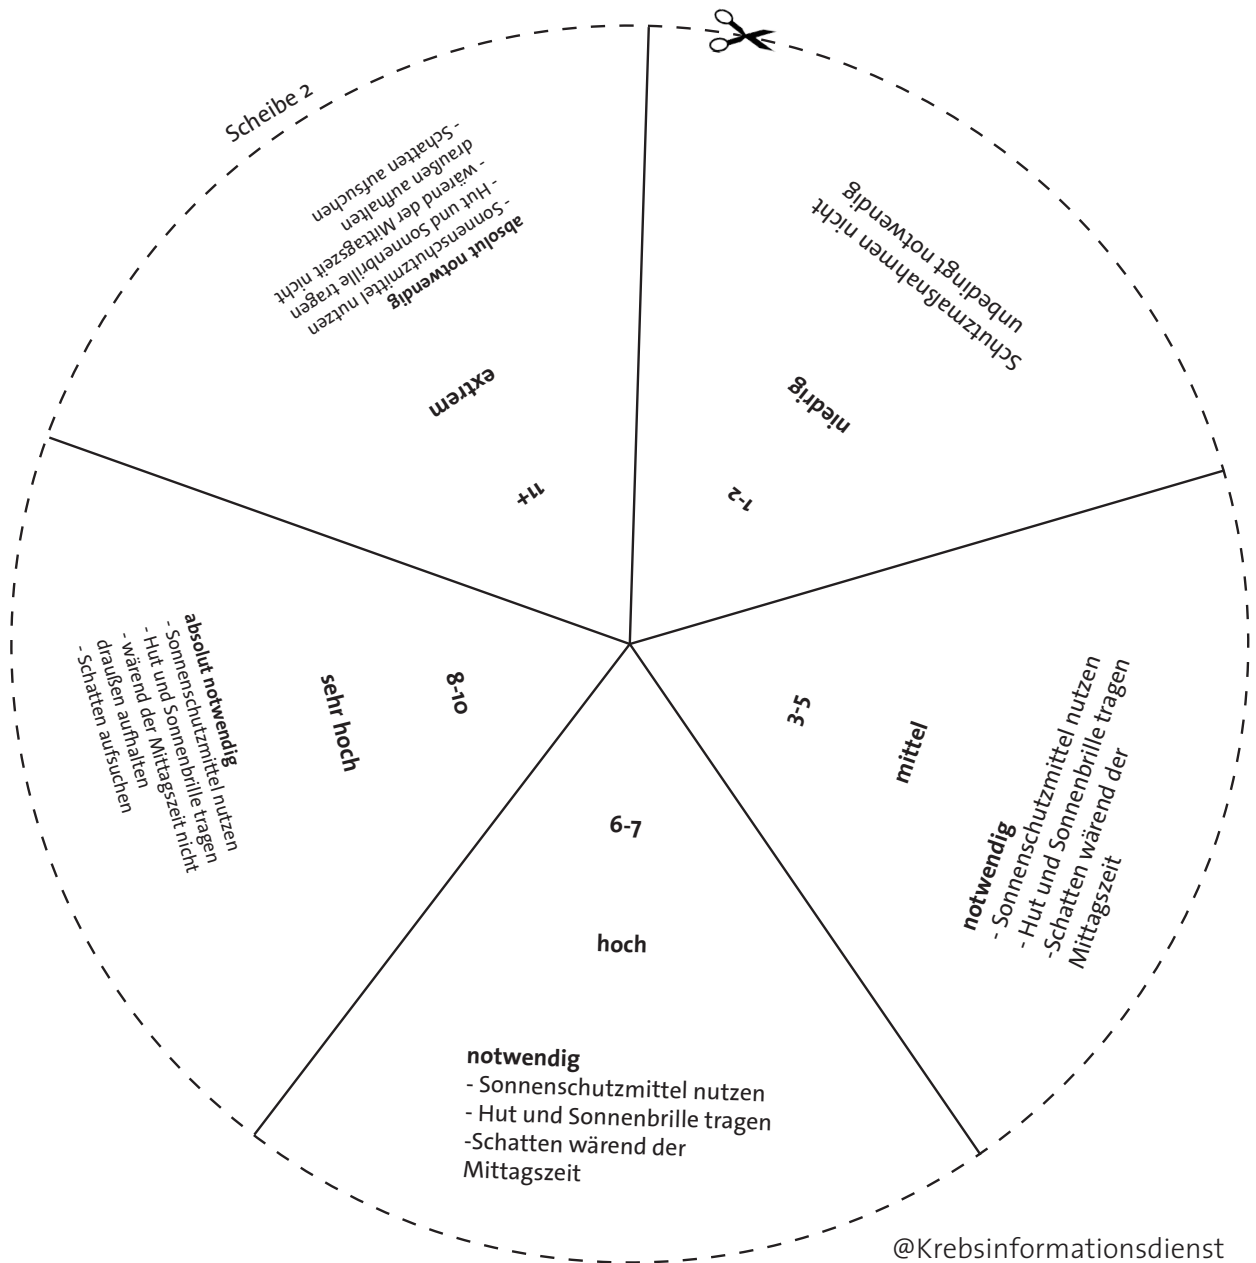 Scheibe 2
1-2
niedrig
Schutzmaßnahmen nicht
unbedingt notwendig
3-5
mittel
notwendig
- Sonnenschutzmittel nutzen
- Hut und Sonnenbrille tragen
-Schatten wärend der
Mittagszeit
6-7
hoch
notwendig
- Sonnenschutzmittel nutzen
- Hut und Sonnenbrille tragen
-Schatten wärend der
Mittagszeit
8-10
sehr hoch
absolut notwendig
- Sonnenschutzmittel nutzen
- Hut und Sonnenbrille tragen
- wärend der Mittagszeit nicht
draußen aufhalten
- Schatten aufsuchen
11+
extrem
absolut notwendig
- Sonnenschutzmittel nutzen
- Hut und Sonnenbrille tragen
- wärend der Mittagszeit nicht
draußen aufhalten
- Schatten aufsuchen
@Krebsinformationsdienst